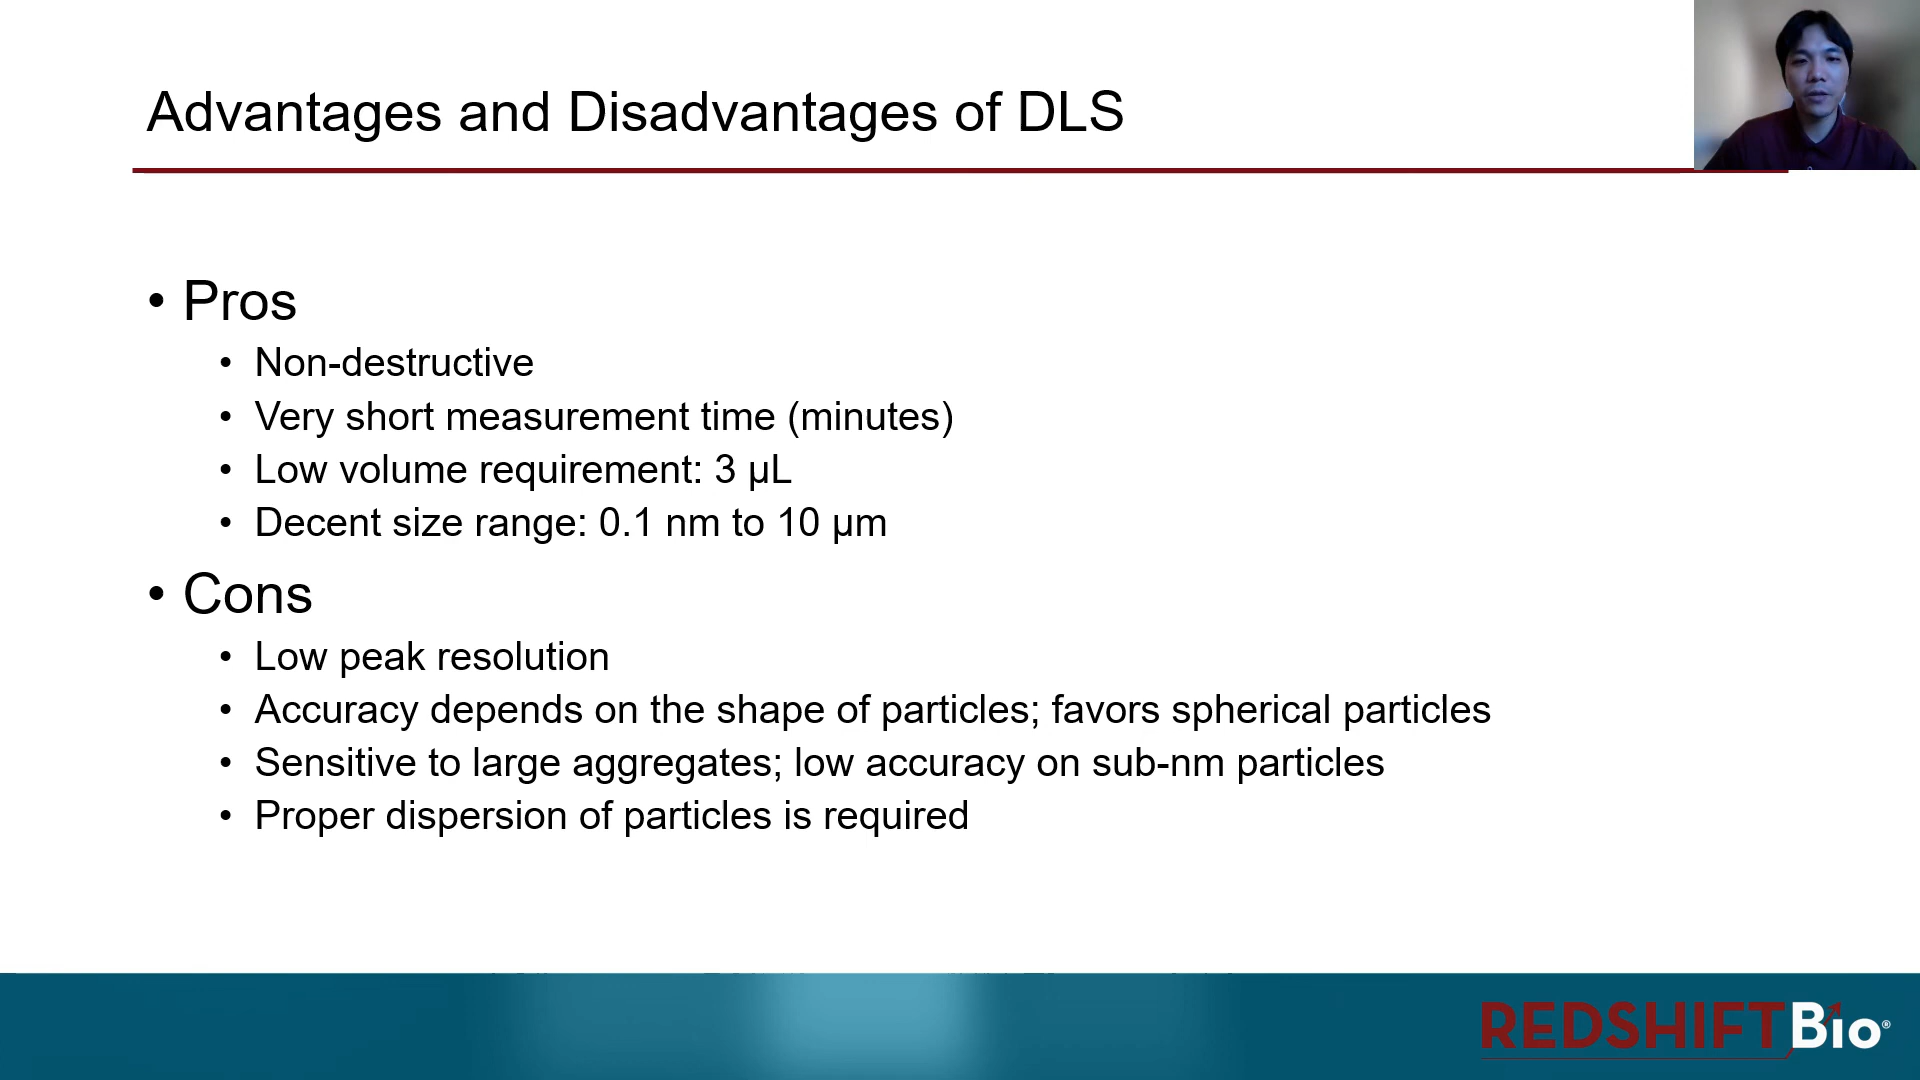 Advantages and Disadvantages of DLS
• Pros
• Non-destructive
• Very short measurement time (minutes)
• Low volume requirement: 3 µL
• Decent size range: 0.1 nm to 10 µm
• Cons
• Low peak resolution
• Accuracy depends on the shape of particles; favors spherical particles
• Sensitive to large aggregates; low accuracy on sub-nm particles
• Proper dispersion of particles is required
REDSHIFTBio®